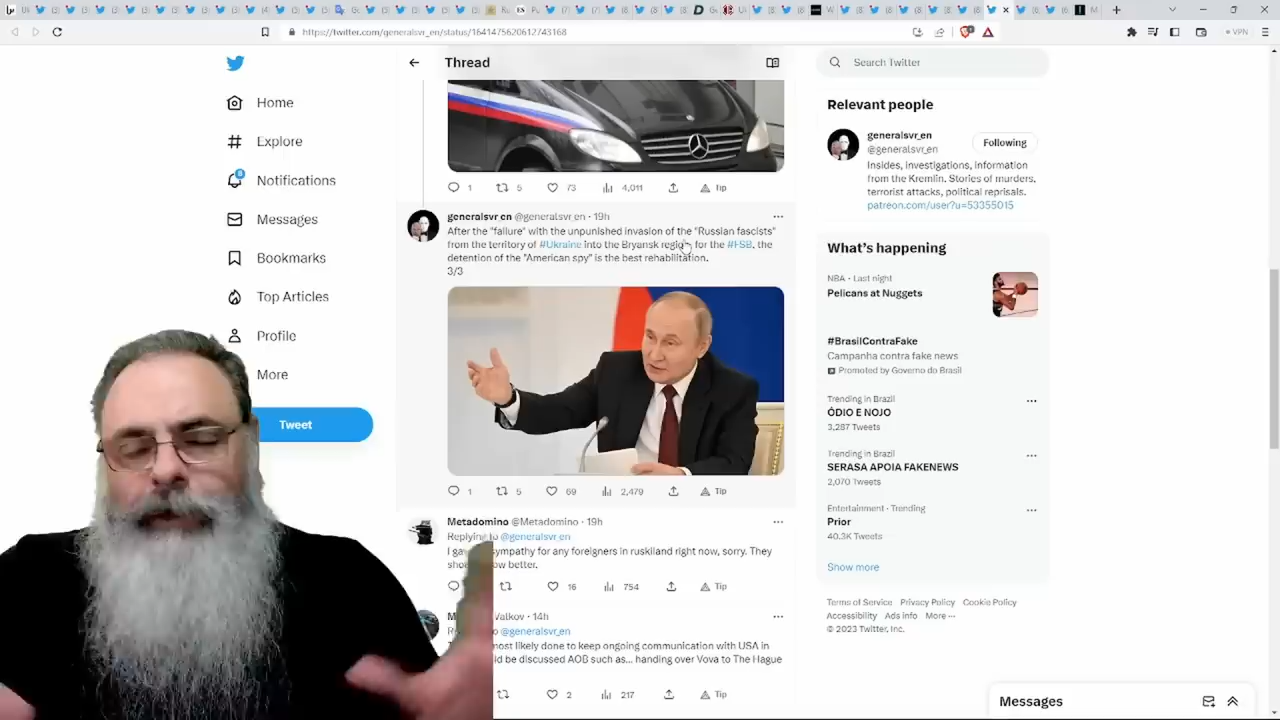 https://twitter.com/generalsvr_en/status/1641475620612743168
VPN
Home
Explore
8
Notifications
Messages
Bookmarks
Top Articles
Profile
More
Tweet
Thread
1
5
73
4,011
Tip
generalsvr_en @generalsvr_en · 19h
After the "failure" with the unpunished invasion of the "Russian fascists"
from the territory of #Ukraine into the Bryansk region for the #FSB, the
detention of the "American spy" is the best rehabilitation.
3/3
1
5
69
2,479
Tip
Metadomino @Metadomino · 19h
Replying to @generalsvr_en
sympathy for any foreigners in ruskiland right now, sorry. They
better.
16
754
Tip
Valkov · 14h
@generalsvr_en
most likely done to keep ongoing communication with USA in
be discussed AOB such as... handing over Vova to The Hague
2
217
Tip
Search Twitter
Relevant people
generalsvr_en
@generalsvr_en
Following
Insides, investigations, information
from the Kremlin. Stories of murders,
terrorist attacks, political reprisals.
patreon.com/user?u=53355015
What's happening
NBA · Last night
Pelicans at Nuggets
#BrasilContraFake
Campanha contra fake news
Promoted by Governo do Brasil
Trending in Brazil
ÓDIO E NOJO
3,287 Tweets
Trending in Brazil
SERASA APOIA FAKENEWS
2,070 Tweets
Entertainment · Trending
Prior
40.3K Tweets
Show more
Terms of Service Privacy Policy Cookie Policy
Accessibility Ads info More ···
© 2023 Twitter, Inc.
Messages